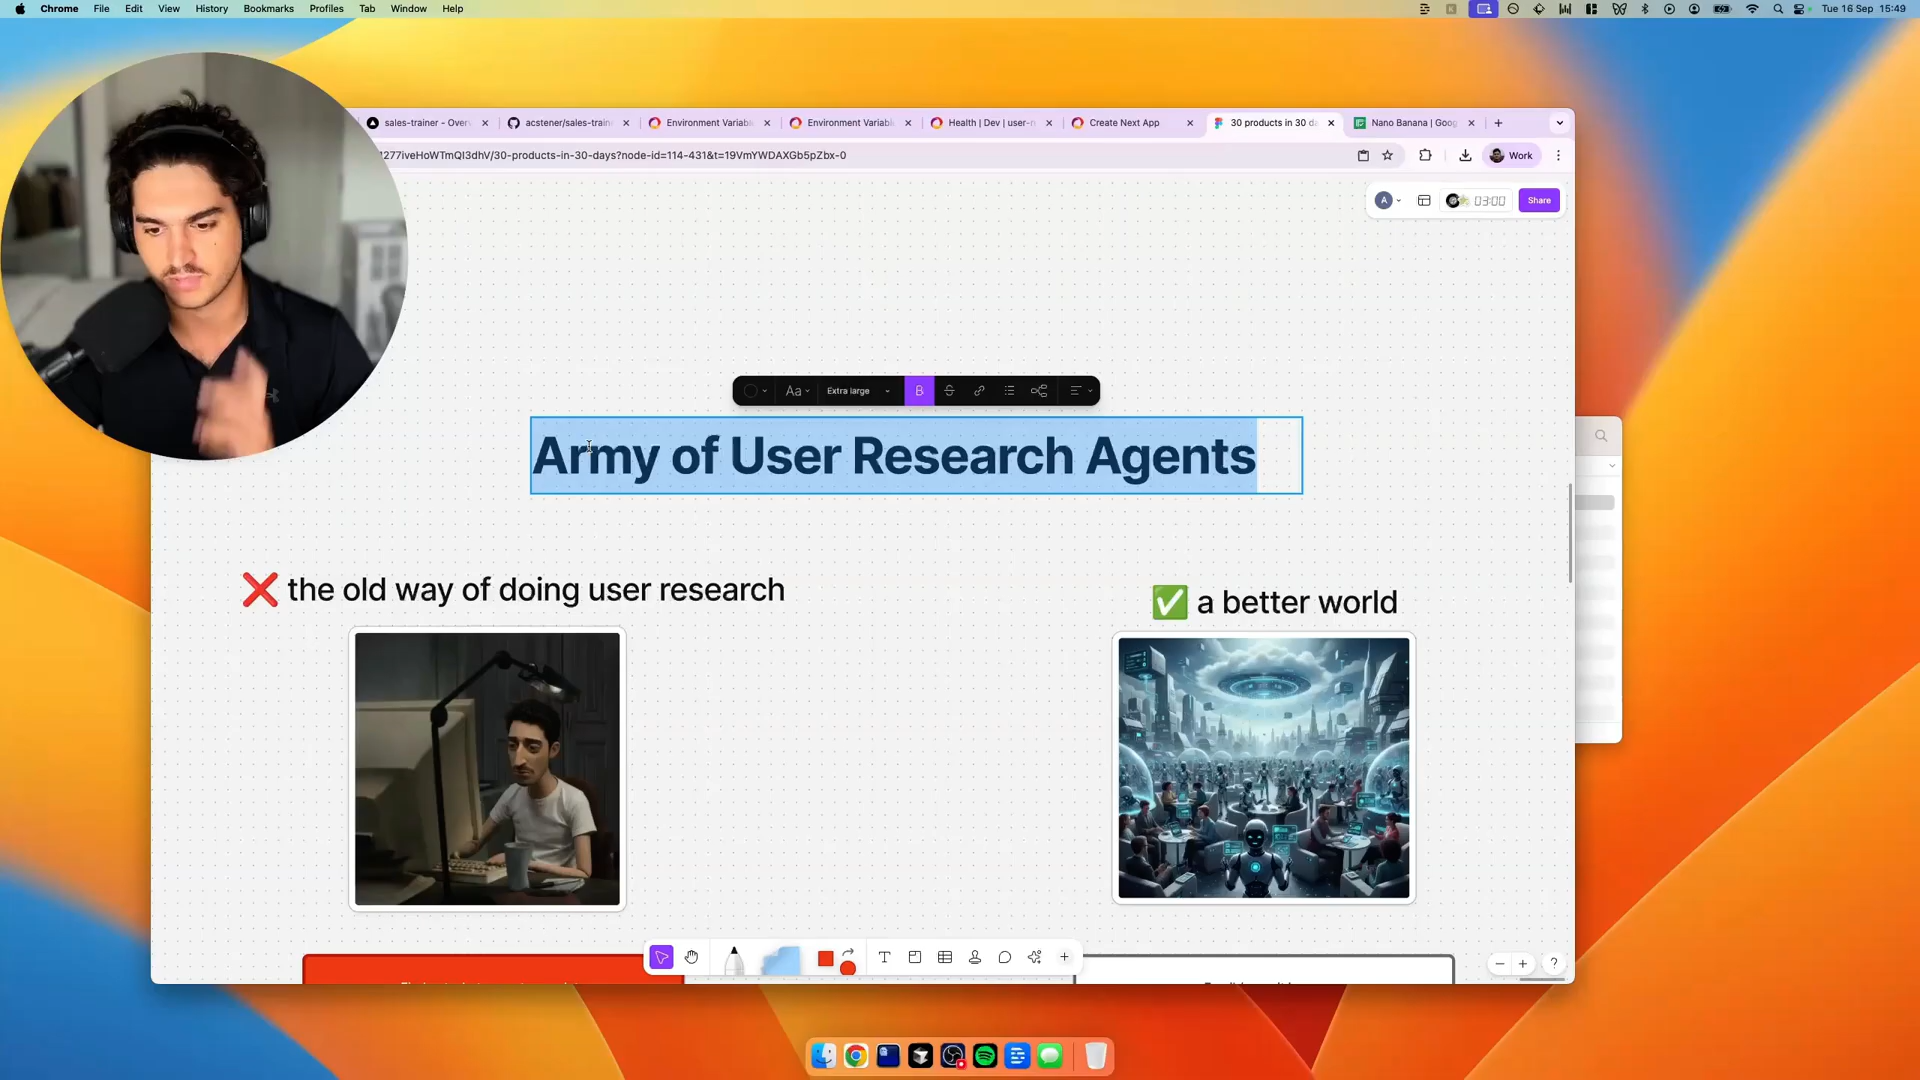 Chrome File Edit View History Bookmarks Profiles Tab Window Help
Tue 16 Sep 15:49
sales-trainer - Over
acstener/sales-train
Environment Variabl
Environment Variabl
Health | Dev | user-r
Create Next App
30 products in 30 da
Nano Banana | Goog
277iveHoWTmQI3dhV/30-products-in-30-days?node-id=114-431&t=19VmYWDAXGb5pZbx-0
Work
A
03:00
Share
Aa
Extra large
B
S
Army of User Research Agents
❌ the old way of doing user research
✅ a better world
T
?